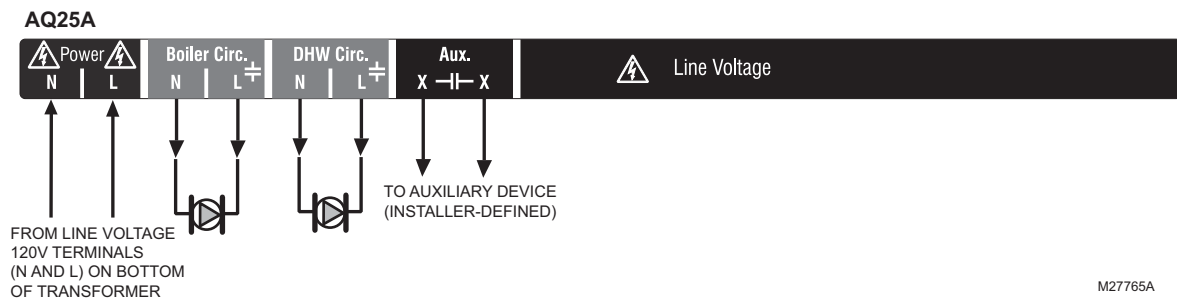 AQ25A
Power
N L
Boiler Circ.
N L
DHW Circ.
N L
Aux.
X X
Line Voltage
TO AUXILIARY DEVICE
(INSTALLER-DEFINED)
FROM LINE VOLTAGE
120V TERMINALS
(N AND L) ON BOTTOM
OF TRANSFORMER
M27765A